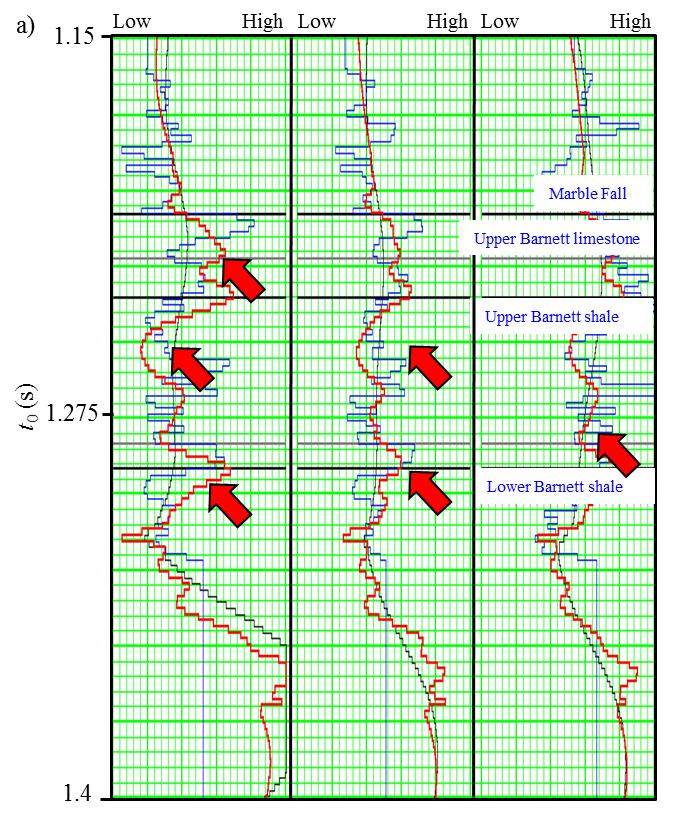 a)
Low High Low High Low High
1.15
Marble Fall
Upper Barnett limestone
Upper Barnett shale
t0 (s)
1.275
Lower Barnett shale
1.4